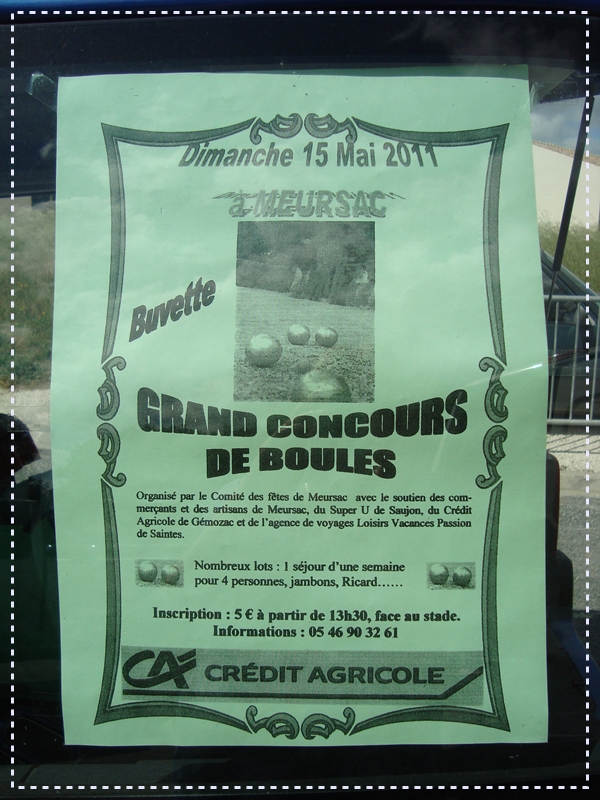 Dimanche 15 Mai 2011
à MEURSAC
Buvette
GRAND CONCOURS
DE BOULES
Organisé par le Comité des fêtes de Meursac avec le soutien des com-
merçants et des artisans de Meursac, du Super U de Saujon, du Crédit
Agricole de Gémozac et de l'agence de voyages Loisirs Vacances Passion
de Saintes.
Nombreux lots : 1 séjour d'une semaine
pour 4 personnes, jambons, Ricard......
Inscription : 5 € à partir de 13h30, face au stade.
Informations : 05 46 90 32 61
CA CRÉDIT AGRICOLE